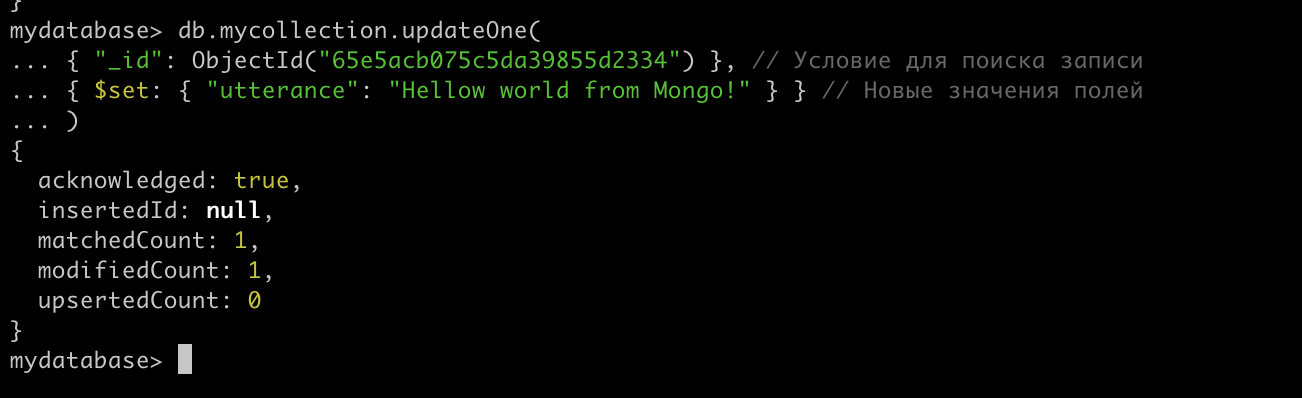 }
mydatabase> db.mycollection.updateOne(
... { "_id": ObjectId("65e5acb075c5da39855d2334") }, // Условие для поиска записи
... { $set: { "utterance": "Hellow world from Mongo!" } } // Новые значения полей
... )
{
  acknowledged: true,
  insertedId: null,
  matchedCount: 1,
  modifiedCount: 1,
  upsertedCount: 0
}
mydatabase>